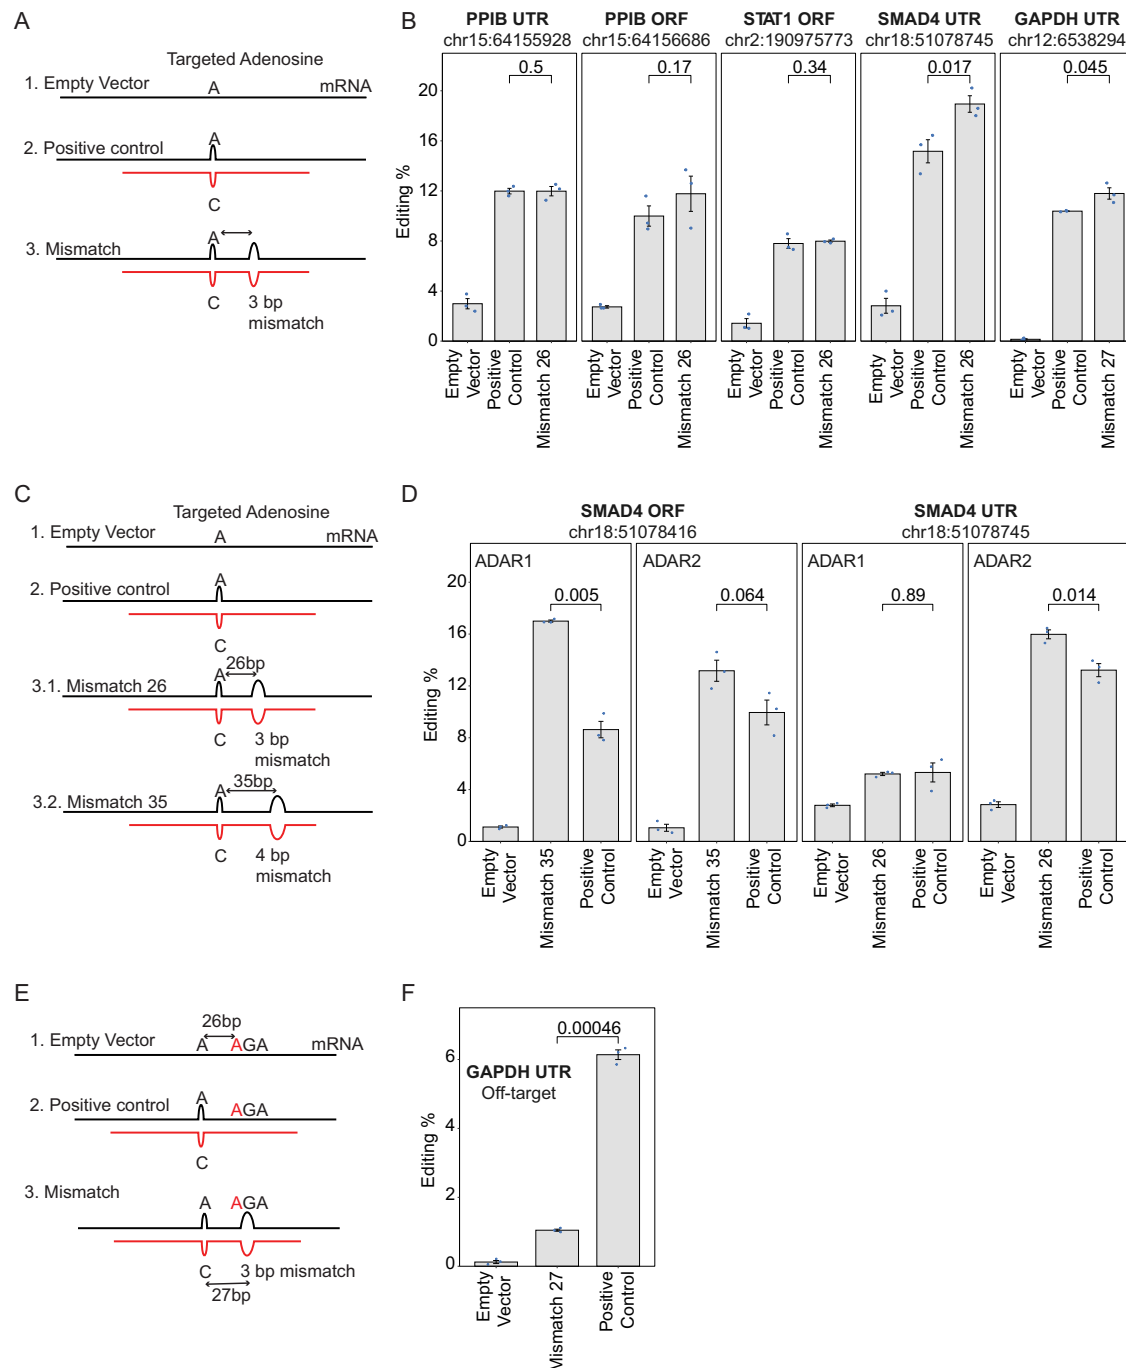 A
Targeted Adenosine
1. Empty Vector
A
mRNA
2. Positive control
A
C
3. Mismatch
A
C
3 bp
mismatch
B
PPIB UTR
chr15:64155928
PPIB ORF
chr15:64156686
STAT1 ORF
chr2:190975773
SMAD4 UTR
chr18:51078745
GAPDH UTR
chr12:6538294
Editing %
20
16
12
8
4
0
0.5
0.17
0.34
0.017
0.045
Empty
Vector
Positive
Control
Mismatch 26
Empty
Vector
Positive
Control
Mismatch 26
Empty
Vector
Positive
Control
Mismatch 26
Empty
Vector
Positive
Control
Mismatch 26
Empty
Vector
Positive
Control
Mismatch 27
C
Targeted Adenosine
1. Empty Vector
A
mRNA
2. Positive control
A
C
3.1. Mismatch 26
26bp
A
C
3 bp
mismatch
3.2. Mismatch 35
35bp
A
C
4 bp
mismatch
D
SMAD4 ORF
chr18:51078416
SMAD4 UTR
chr18:51078745
ADAR1
ADAR2
ADAR1
ADAR2
Editing %
20
16
12
8
4
0
0.005
0.064
0.89
0.014
Empty
Vector
Mismatch 35
Positive
Control
Empty
Vector
Mismatch 35
Positive
Control
Empty
Vector
Mismatch 26
Positive
Control
Empty
Vector
Mismatch 26
Positive
Control
E
26bp
1. Empty Vector
A
AGA
mRNA
2. Positive control
A
AGA
C
3. Mismatch
A
AGA
C
3 bp mismatch
27bp
F
0.00046
GAPDH UTR
Off-target
Editing %
6
4
2
0
Empty
Vector
Mismatch 27
Positive
Control